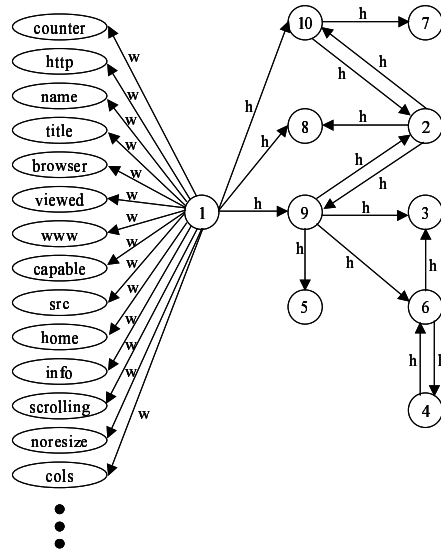 counter
http
name
title
browser
viewed
www
capable
src
home
info
scrolling
noresize
cols
w
w
w
w
w
w
w
w
w
w
w
w
w
1
h
h
h
10
h
7
h
h
8
h
2
h
h
9
h
3
h
h
5
h
6
h
h
4